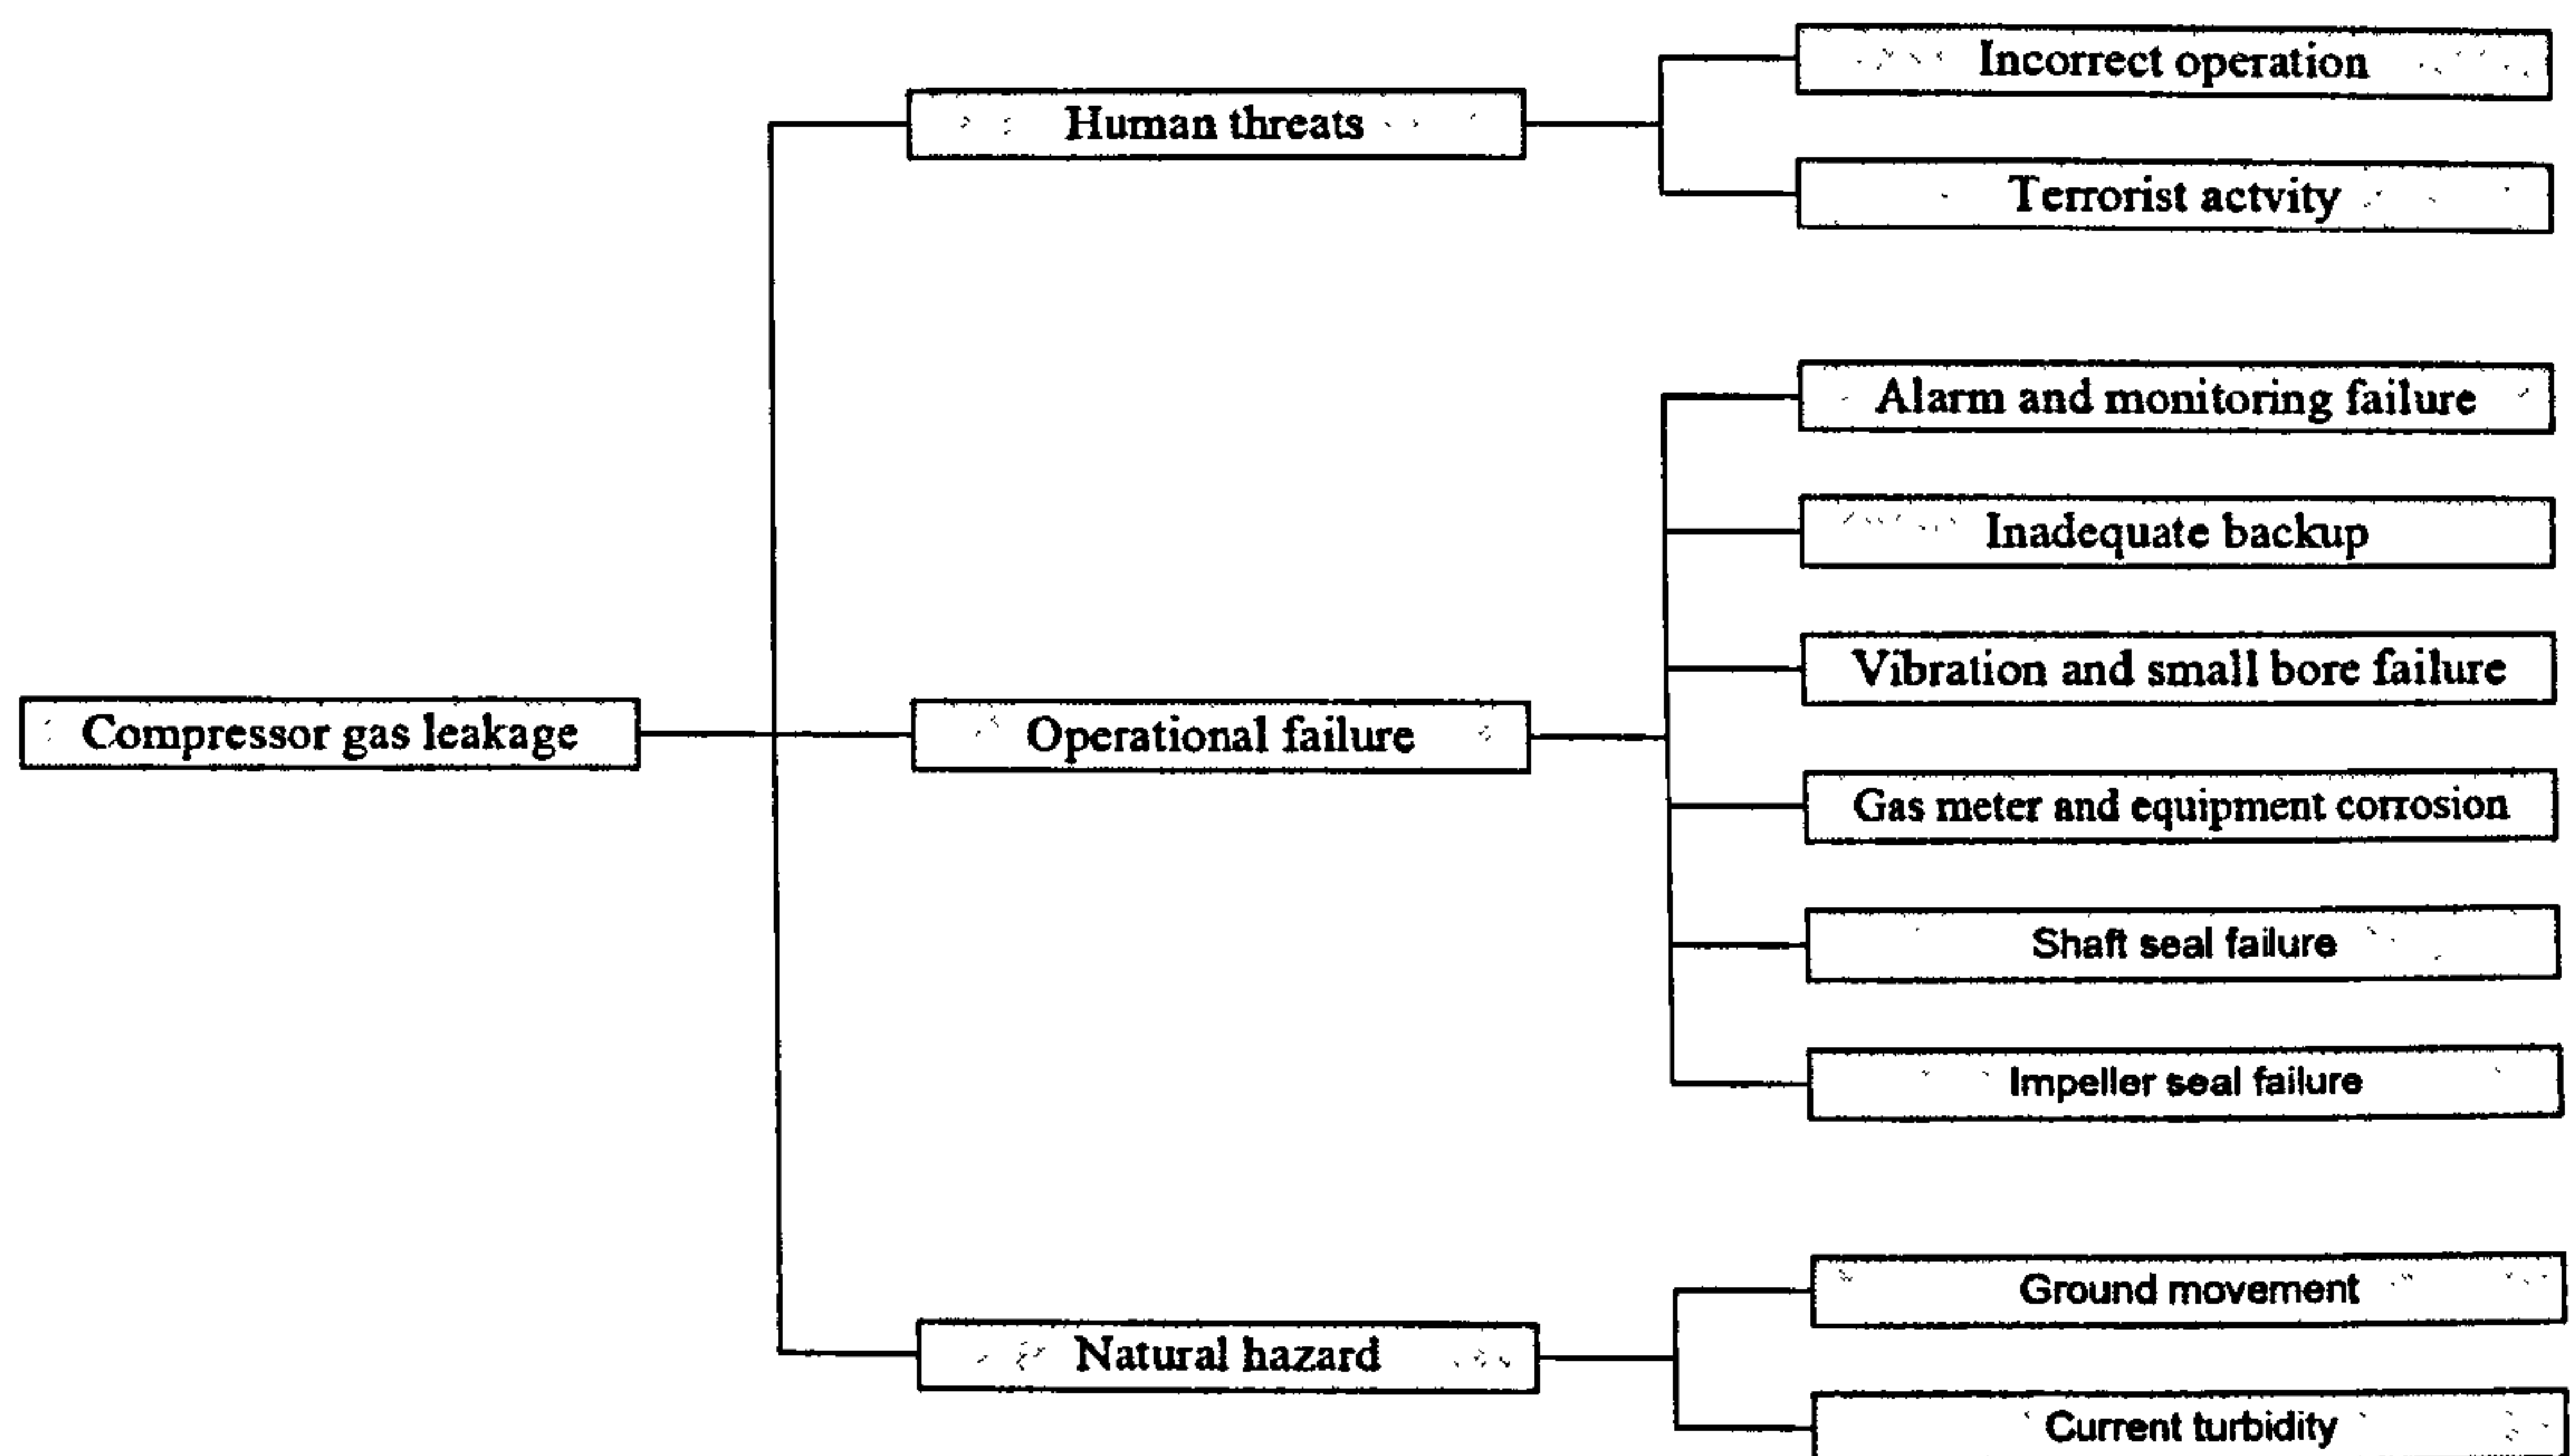 Incorrect operation
Human threats
Terrorist actvity
Alarm and monitoring failure
Inadequate backup
Vibration and small bore failure
Compressor gas leakage
Operational failure
Gas meter and equipment corrosion
Shaft seal failure
Impeller seal failure
Ground movement
Natural hazard
Current turbidity